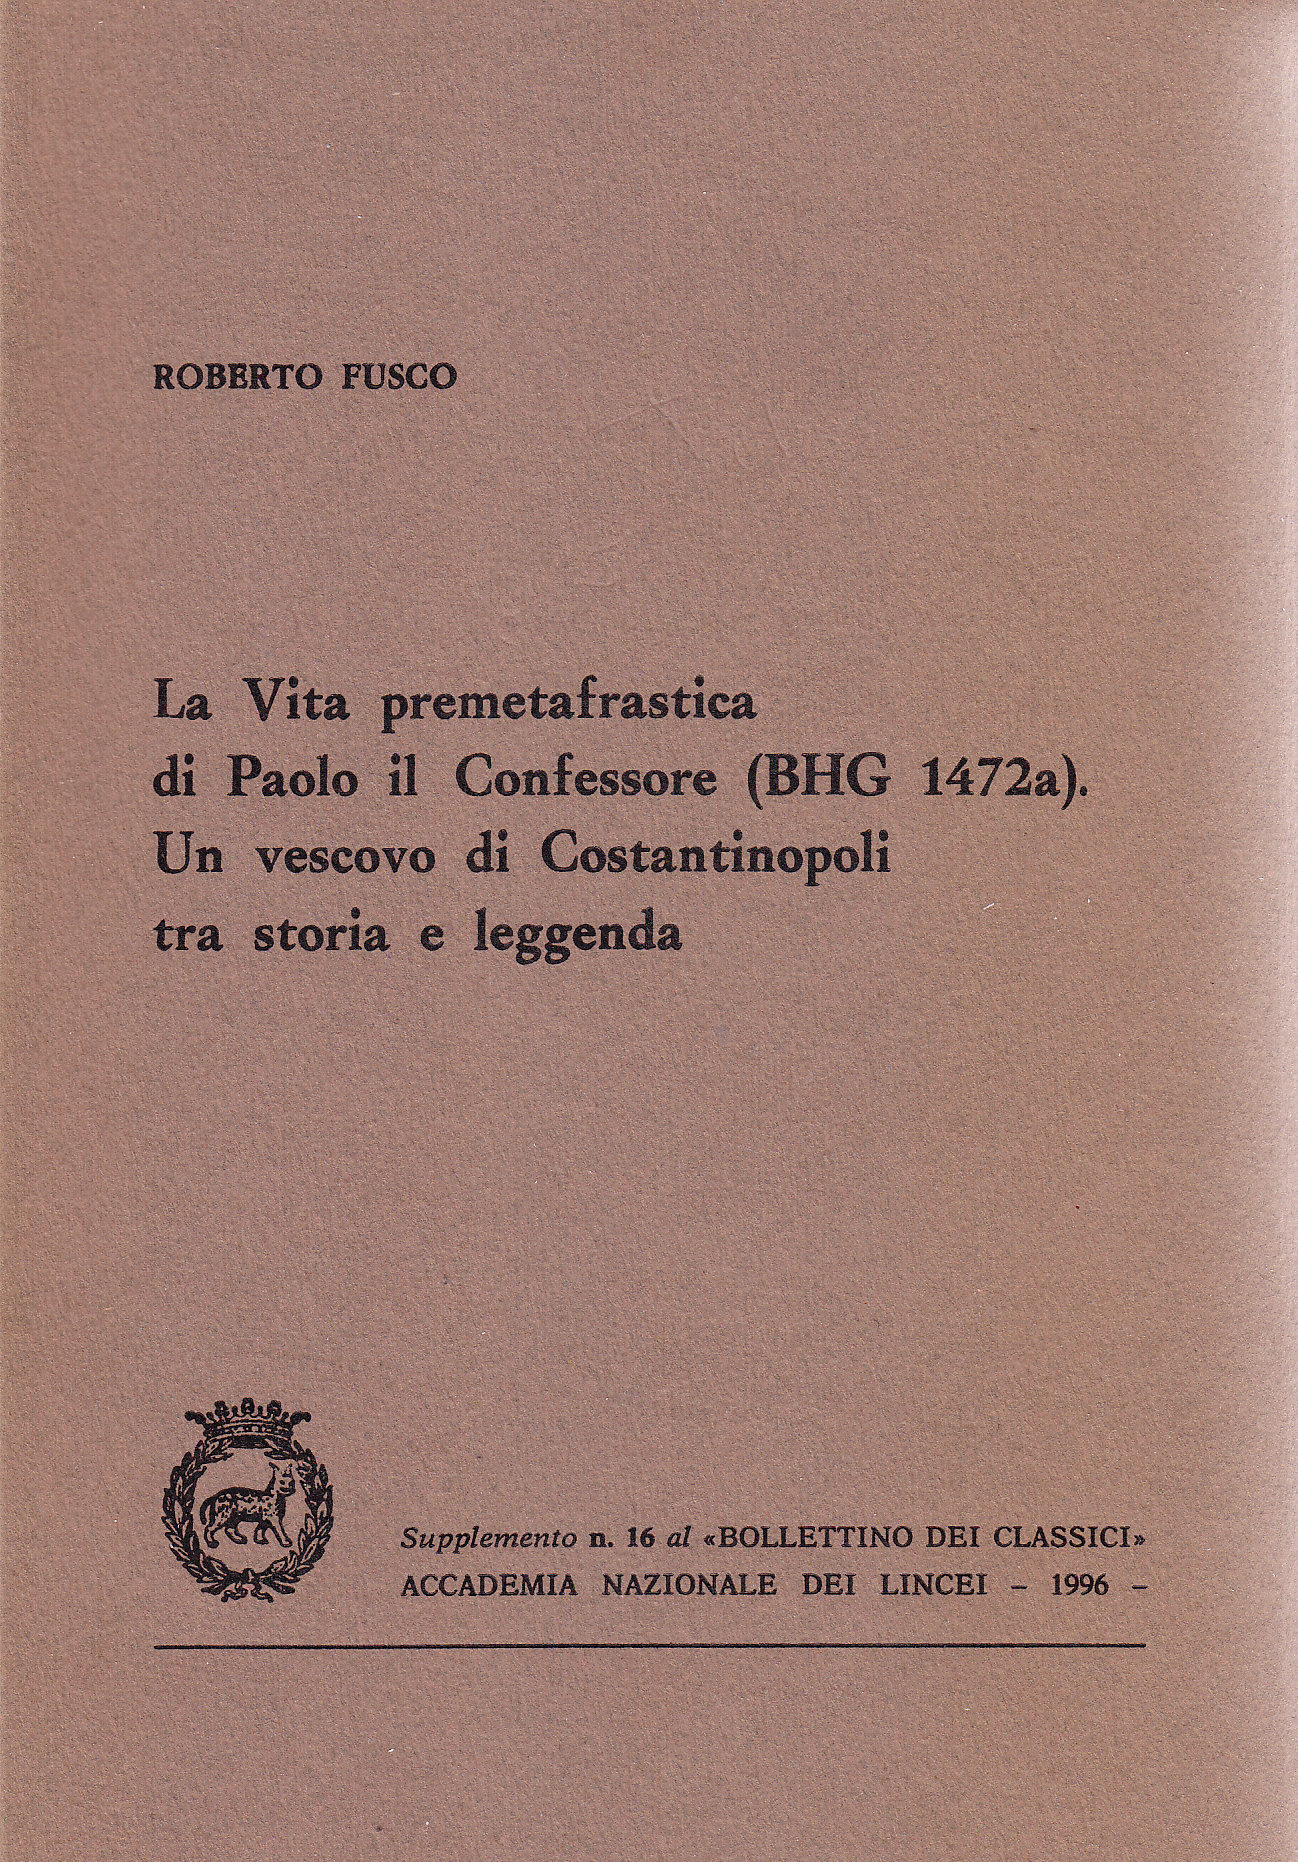 ROBERTO FUSCO
La Vita premetafrastica
di Paolo il Confessore (BHG 1472a).
Un vescovo di Costantinopoli
tra storia e leggenda
Supplemento n. 16 al «BOLLETTINO DEI CLASSICI»
ACCADEMIA NAZIONALE DEI LINCEI – 1996 –